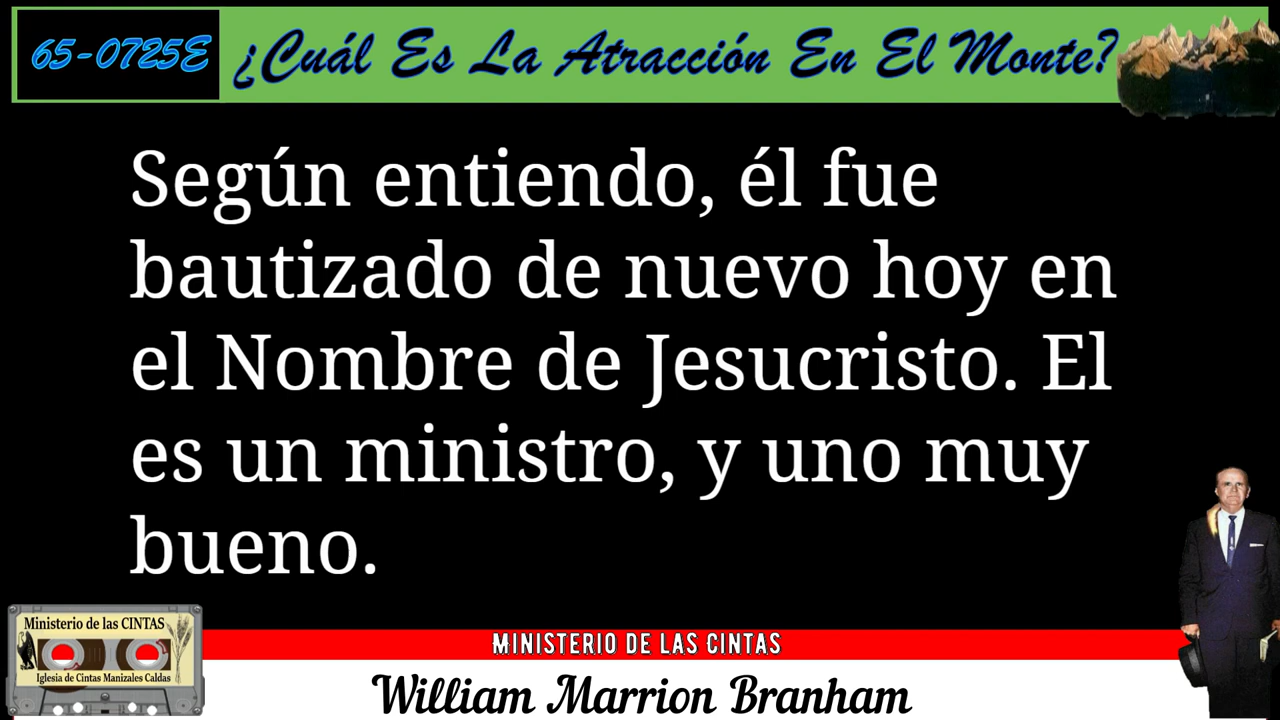 65-0725E ¿Cuál Es La Atracción En El Monte?
Según entiendo, él fue
bautizado de nuevo hoy en
el Nombre de Jesucristo. El
es un ministro, y uno muy
bueno.
Ministerio de las CINTAS
Iglesia de Cintas Manizales Caldas
MINISTERIO DE LAS CINTAS
William Marrion Branham